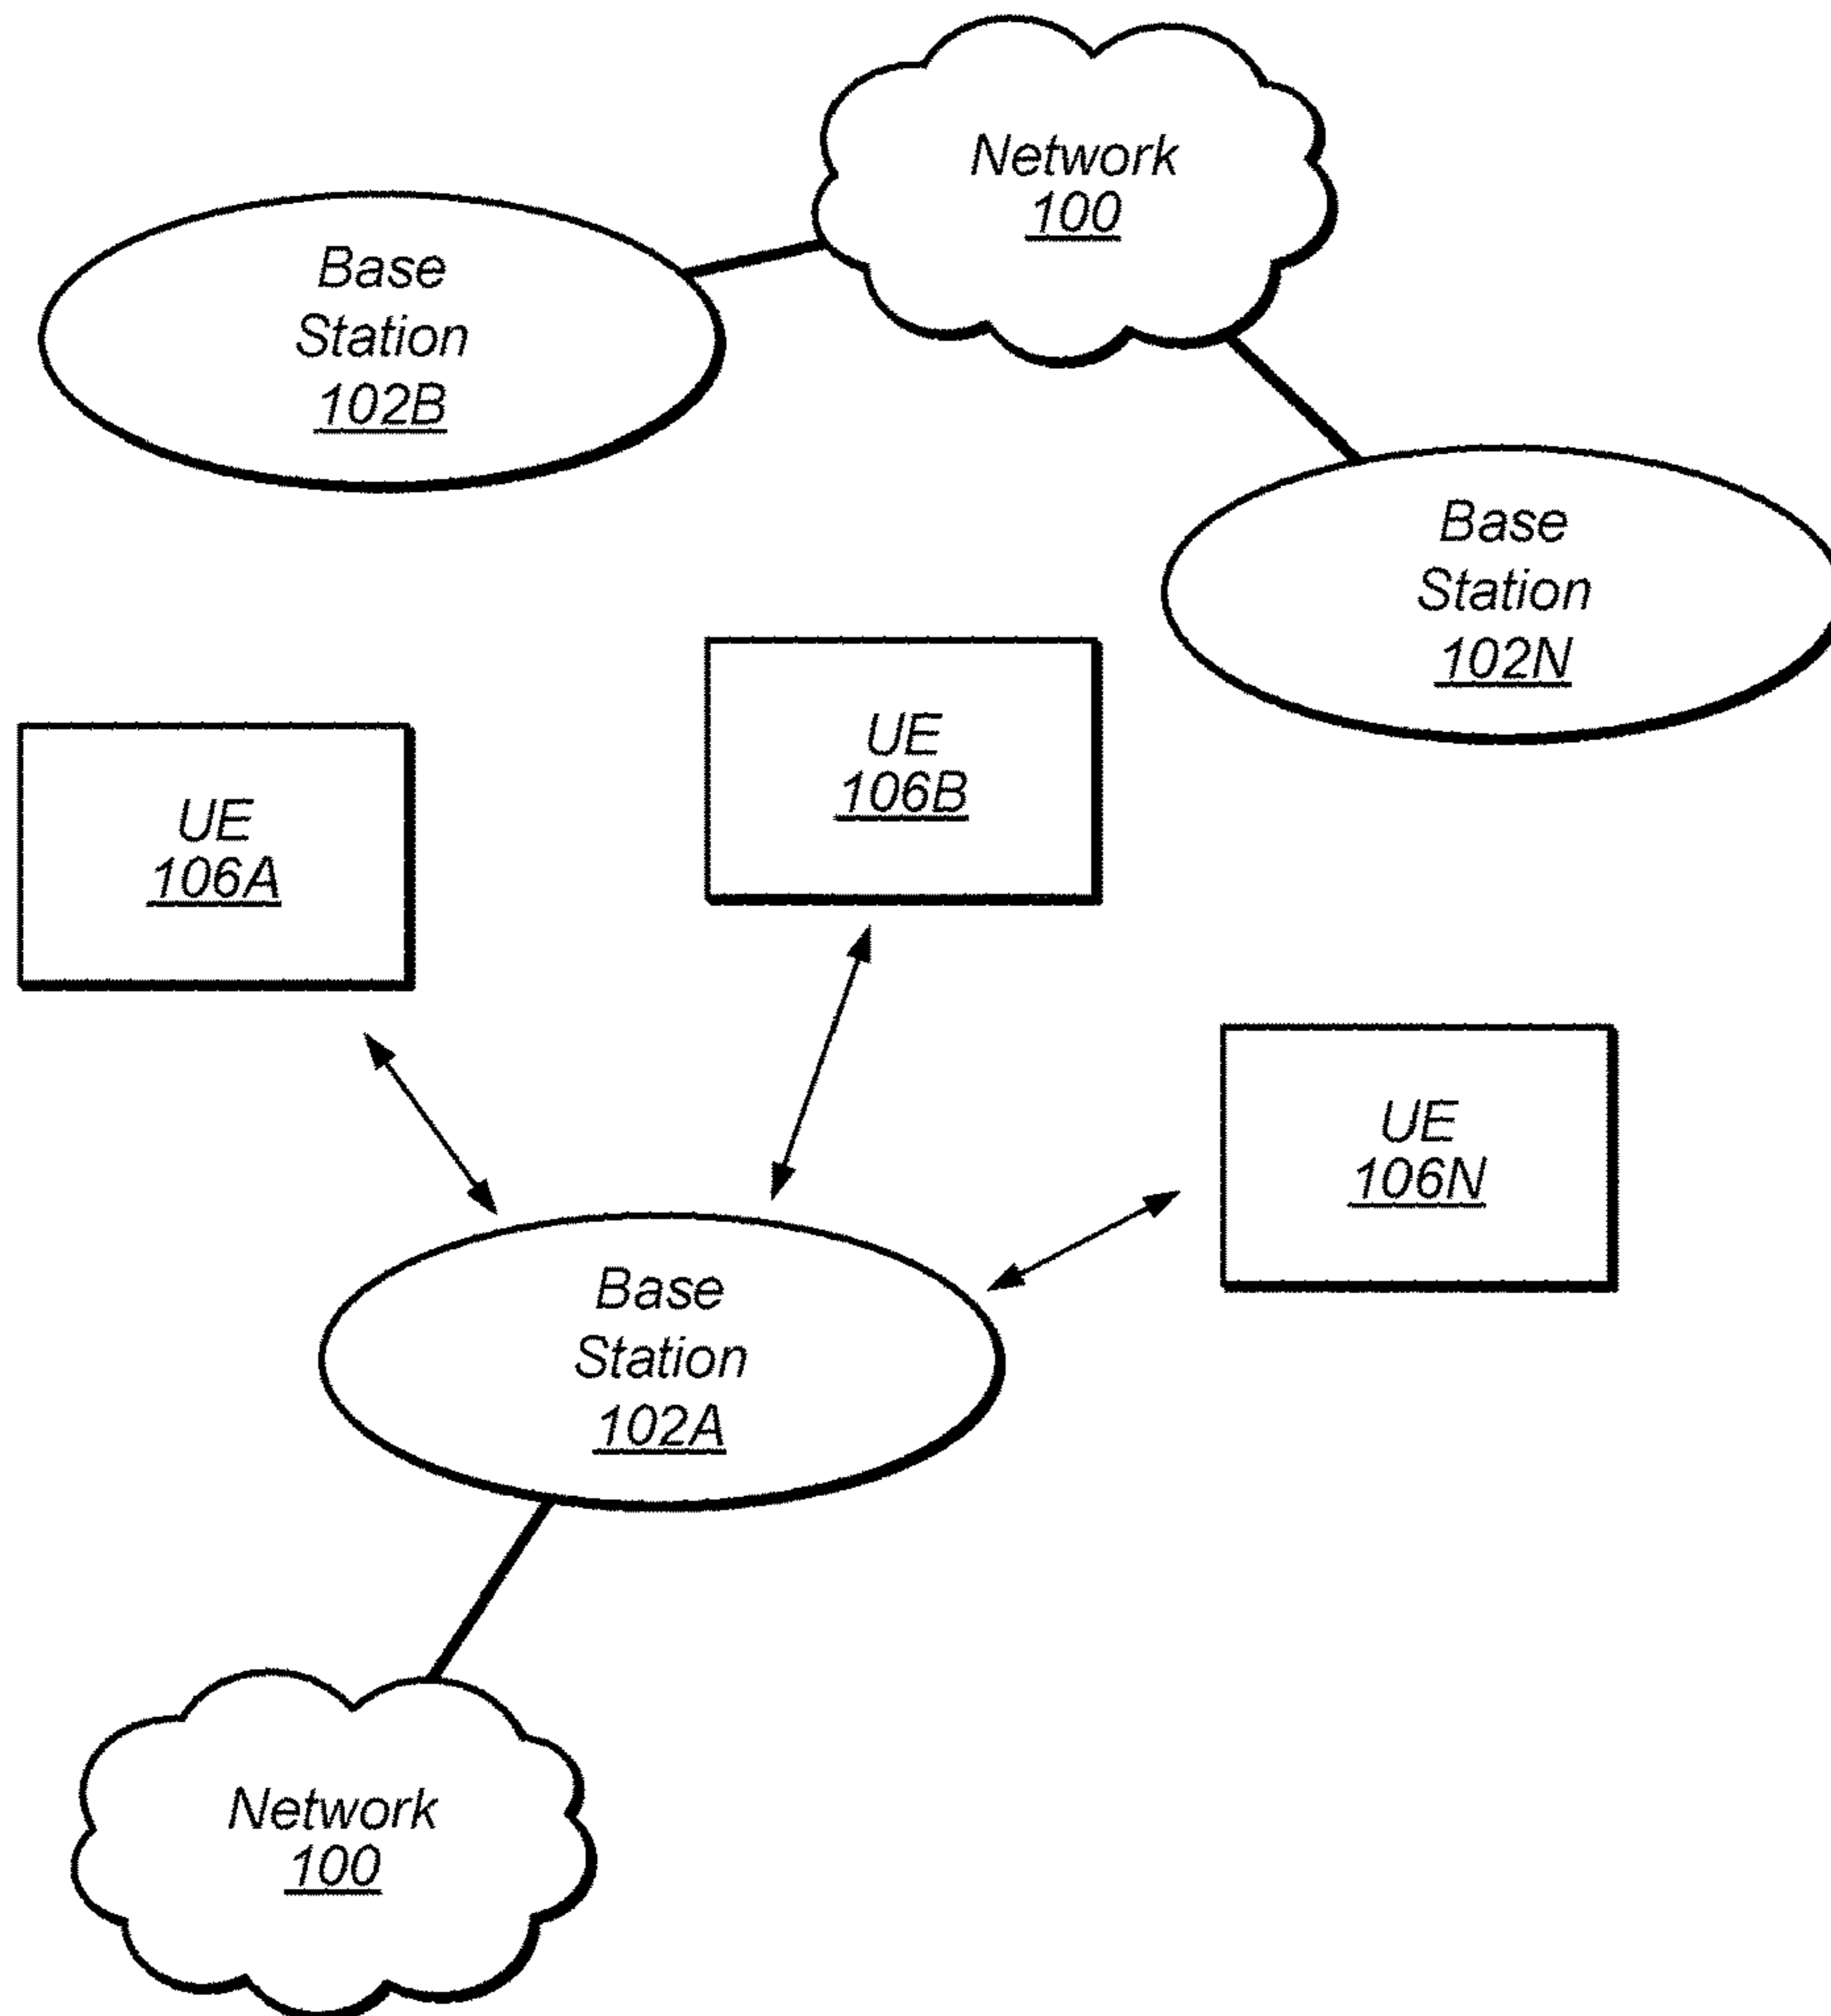 Network
100
Base
Station
102B
Base
Station
102N
UE
106B
UE
106A
UE
106N
Base
Station
102A
Network
100